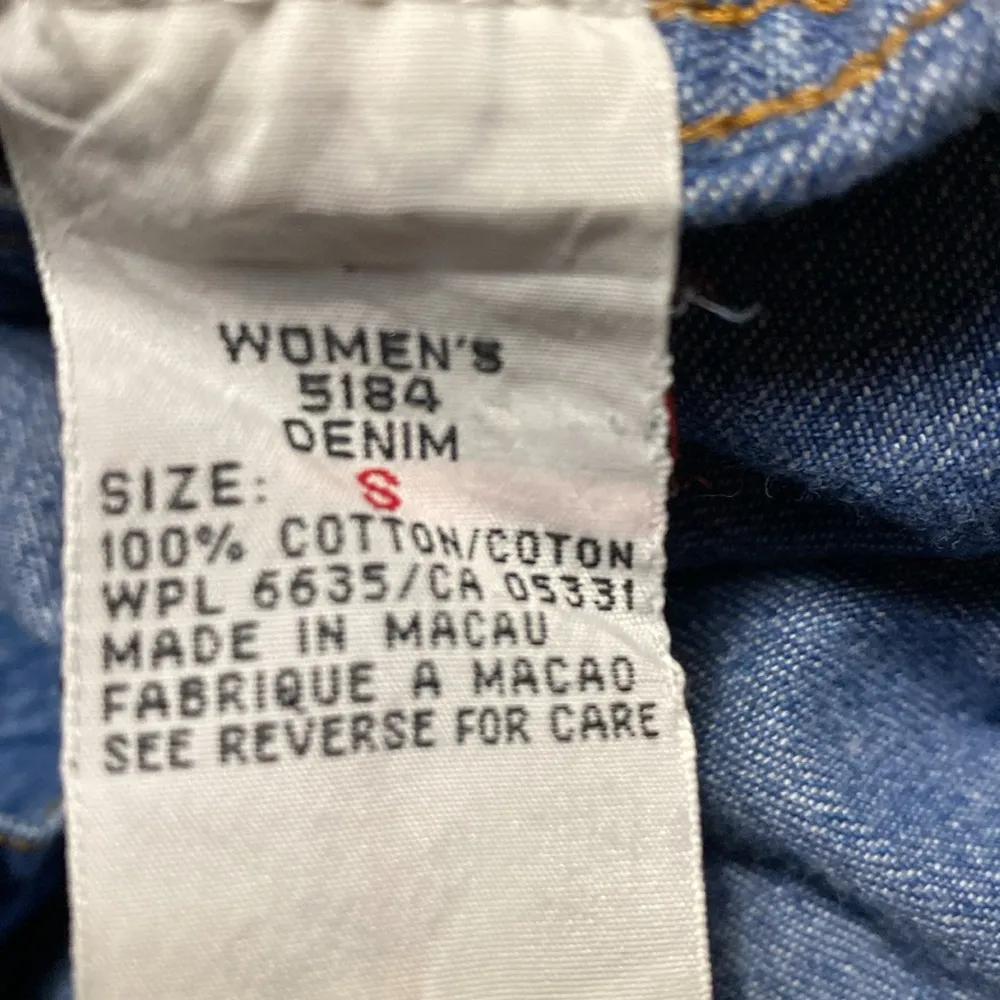 WOMEN'S
5184
DENIM
SIZE: S
100% COTTON/COTON
WPL 6635/CA 05331
MADE IN MACAU
FABRIQUE A MACAO
SEE REVERSE FOR CARE